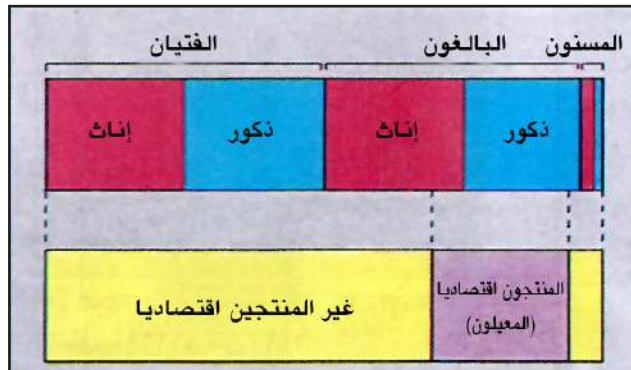 المسنون البالغون الفتيان
ذكور إناث ذكور إناث
المنتجون اقتصاديا
(المعيلون)
غير المنتجين اقتصاديا